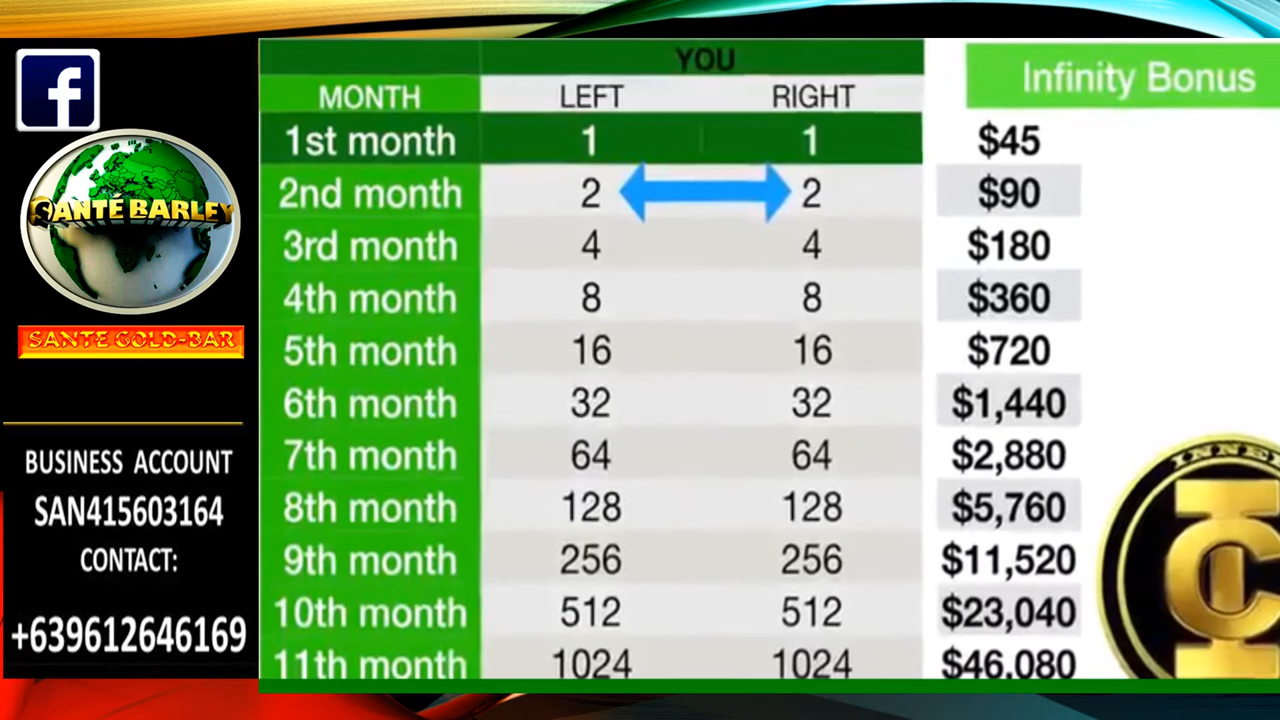 f
SANTÉ BARLEY
SANTE GOLD-BAR
BUSINESS ACCOUNT
SAN415603164
CONTACT:
+639612646169
YOU
MONTH LEFT RIGHT Infinity Bonus
1st month 1 1 $45
2nd month 2 2 $90
3rd month 4 4 $180
4th month 8 8 $360
5th month 16 16 $720
6th month 32 32 $1,440
7th month 64 64 $2,880
8th month 128 128 $5,760
9th month 256 256 $11,520
10th month 512 512 $23,040
11th month 1024 1024 $46,080